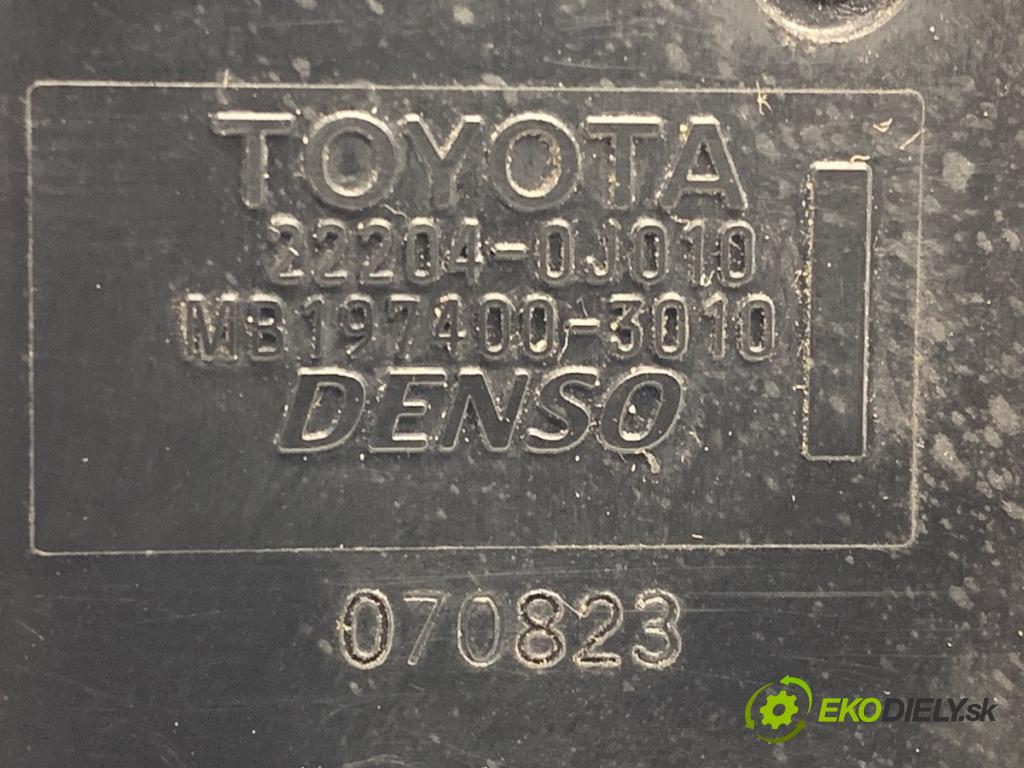 TOYOTA
22204-0J010
MB197400-3010
DENSO
070823
EKODIELY.sk